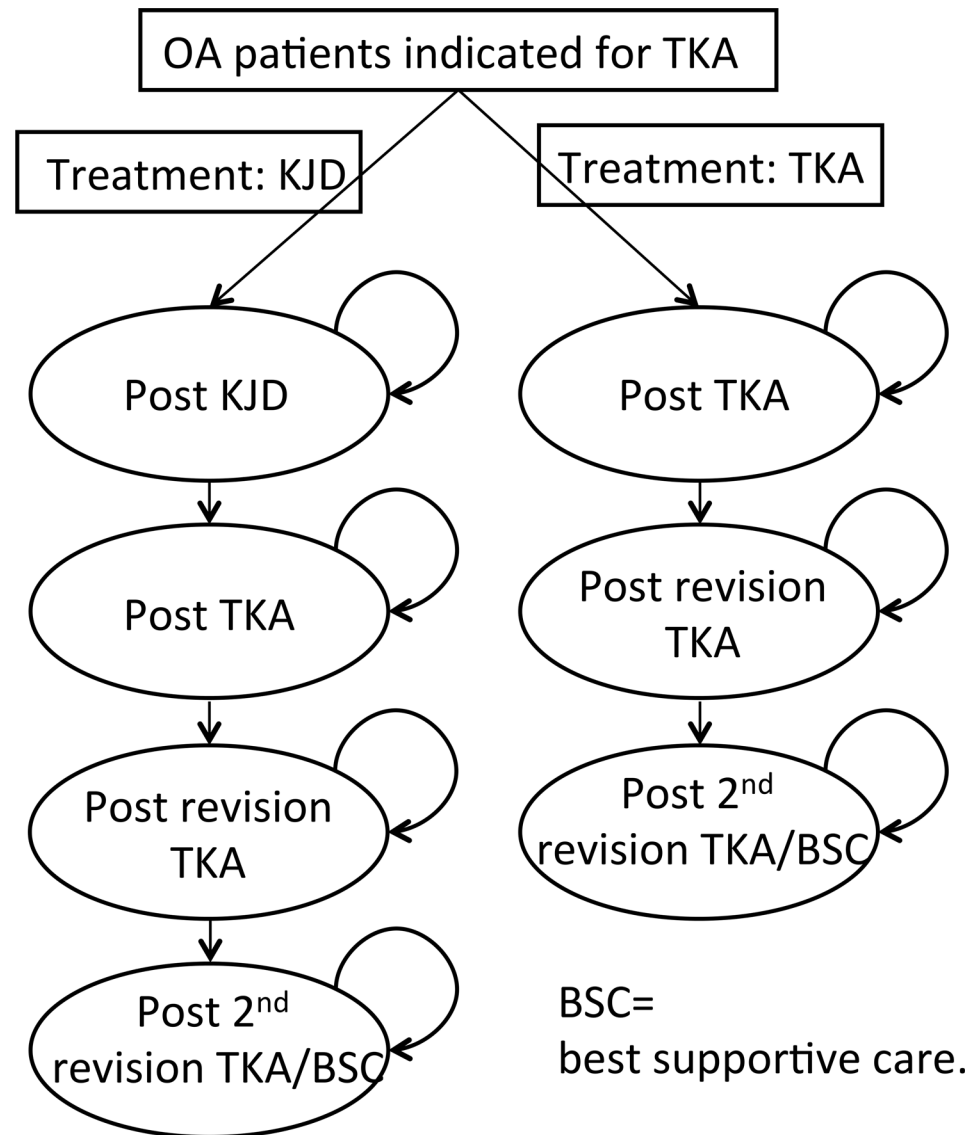 OA patients indicated for TKA
Treatment: KJD
Treatment: TKA
Post KJD
Post TKA
Post TKA
Post revision
TKA
Post revision
TKA
Post 2nd
revision TKA/BSC
Post 2nd
revision TKA/BSC
BSC=
best supportive care.